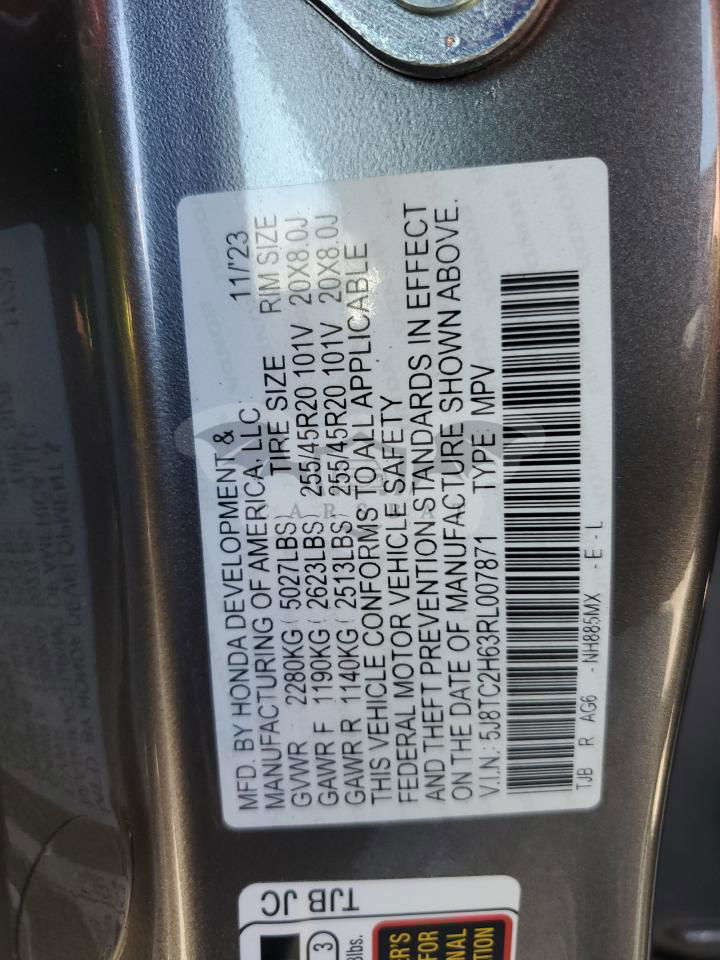 MFD. BY HONDA DEVELOPMENT &
MANUFACTURING OF AMERICA, LLC 11/'23
GVWR 2280KG( 5027LBS) TIRE SIZE RIM SIZE
GAWR F 1190KG( 2623LBS) 255/45R20 101V 20X8.0J
GAWR R 1140KG( 2513LBS) 255/45R20 101V 20X8.0J
THIS VEHICLE CONFORMS TO ALL APPLICABLE
FEDERAL MOTOR VEHICLE SAFETY
AND THEFT PREVENTION STANDARDS IN EFFECT
ON THE DATE OF MANUFACTURE SHOWN ABOVE.
V.I.N.: 5J8TC2H63RL007871 TYPE MPV
TJB R AG6 - NH885MX - E - L
TJB JC
3
lbs.
FOR